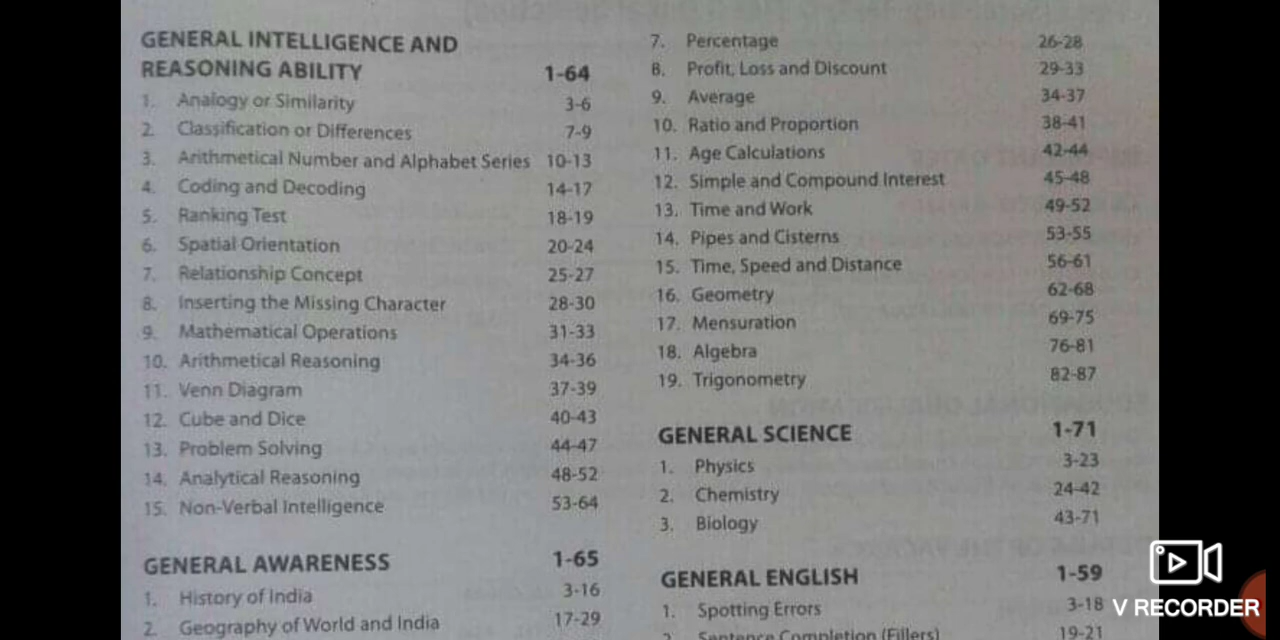 GENERAL INTELLIGENCE AND
REASONING ABILITY 1-64
1. Analogy or Similarity 3-6
2. Classification or Differences 7-9
3. Arithmetical Number and Alphabet Series 10-13
4. Coding and Decoding 14-17
5. Ranking Test 18-19
6. Spatial Orientation 20-24
7. Relationship Concept 25-27
8. Inserting the Missing Character 28-30
9. Mathematical Operations 31-33
10. Arithmetical Reasoning 34-36
11. Venn Diagram 37-39
12. Cube and Dice 40-43
13. Problem Solving 44-47
14. Analytical Reasoning 48-52
15. Non-Verbal Intelligence 53-64
GENERAL AWARENESS 1-65
1. History of India 3-16
2. Geography of World and India 17-29
7. Percentage 26-28
8. Profit, Loss and Discount 29-33
9. Average 34-37
10. Ratio and Proportion 38-41
11. Age Calculations 42-44
12. Simple and Compound Interest 45-48
13. Time and Work 49-52
14. Pipes and Cisterns 53-55
15. Time, Speed and Distance 56-61
16. Geometry 62-68
17. Mensuration 69-75
18. Algebra 76-81
19. Trigonometry 82-87
GENERAL SCIENCE 1-71
1. Physics 3-23
2. Chemistry 24-42
3. Biology 43-71
GENERAL ENGLISH 1-59
1. Spotting Errors 3-18
2. Sentence Completion (Fillers) 19-21
V RECORDER